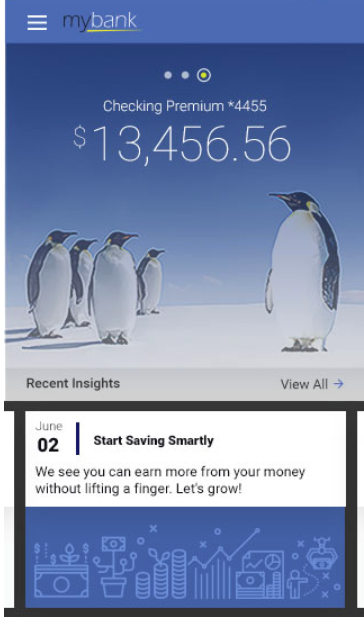 mybank
Checking Premium *4455
$13,456.56
Recent Insights
View All →
June
02
Start Saving Smartly
We see you can earn more from your money
without lifting a finger. Let's grow!